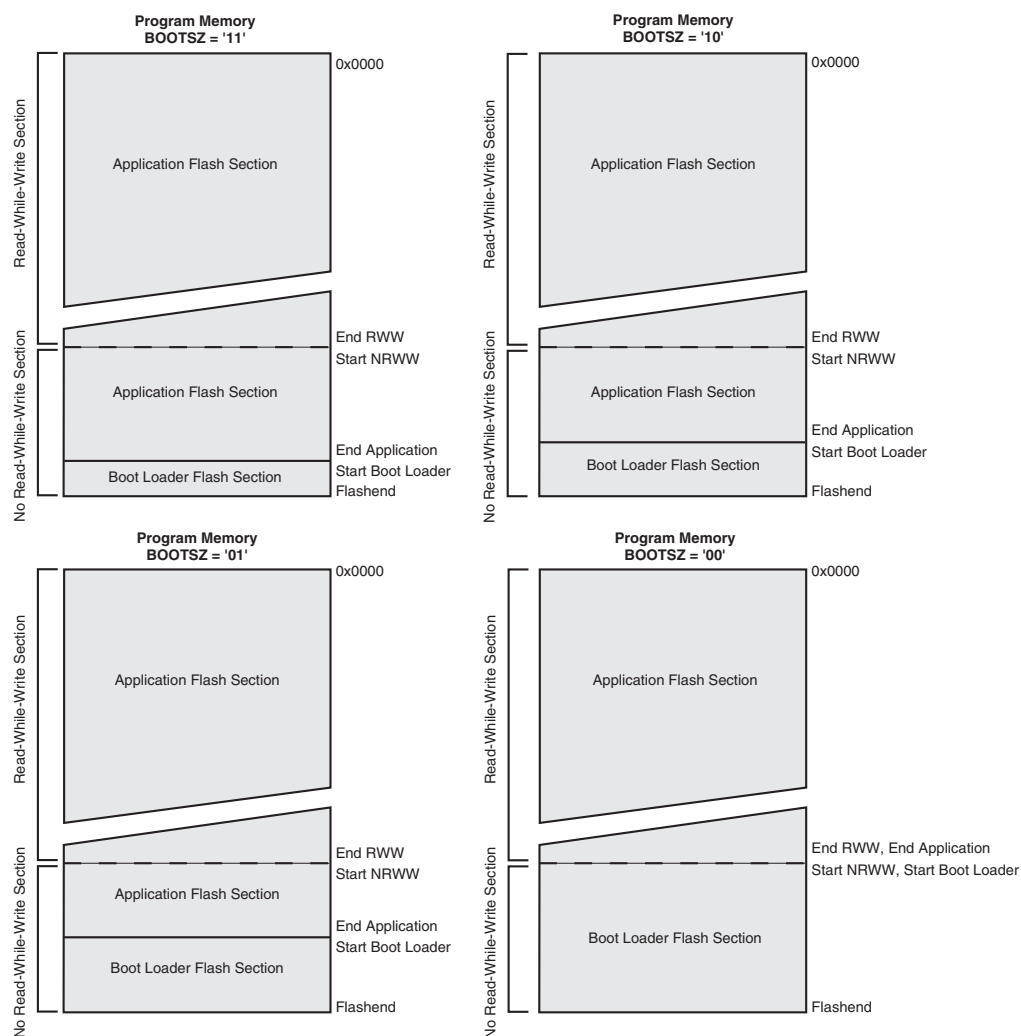 Program Memory
BOOTSZ = '11'
0x0000
Read-While-Write Section
Application Flash Section
End RWW
Start NRWW
No Read-While-Write Section
Application Flash Section
End Application
Start Boot Loader
Boot Loader Flash Section
Flashend
Program Memory
BOOTSZ = '10'
0x0000
Read-While-Write Section
Application Flash Section
End RWW
Start NRWW
No Read-While-Write Section
Application Flash Section
End Application
Start Boot Loader
Boot Loader Flash Section
Flashend
Program Memory
BOOTSZ = '01'
0x0000
Read-While-Write Section
Application Flash Section
End RWW
Start NRWW
No Read-While-Write Section
Application Flash Section
End Application
Start Boot Loader
Boot Loader Flash Section
Flashend
Program Memory
BOOTSZ = '00'
0x0000
Read-While-Write Section
Application Flash Section
End RWW, End Application
Start NRWW, Start Boot Loader
No Read-While-Write Section
Boot Loader Flash Section
Flashend